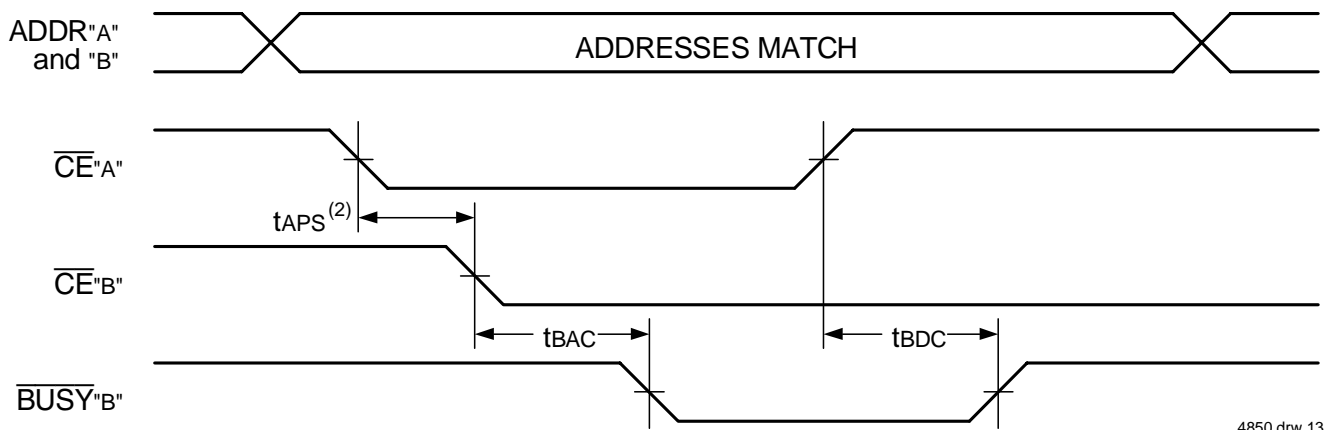 ADDR"A"
and "B"
ADDRESSES MATCH
CE"A"
tAPS(2)
CE"B"
tBAC
tBDC
BUSY"B"
4850 drw 13